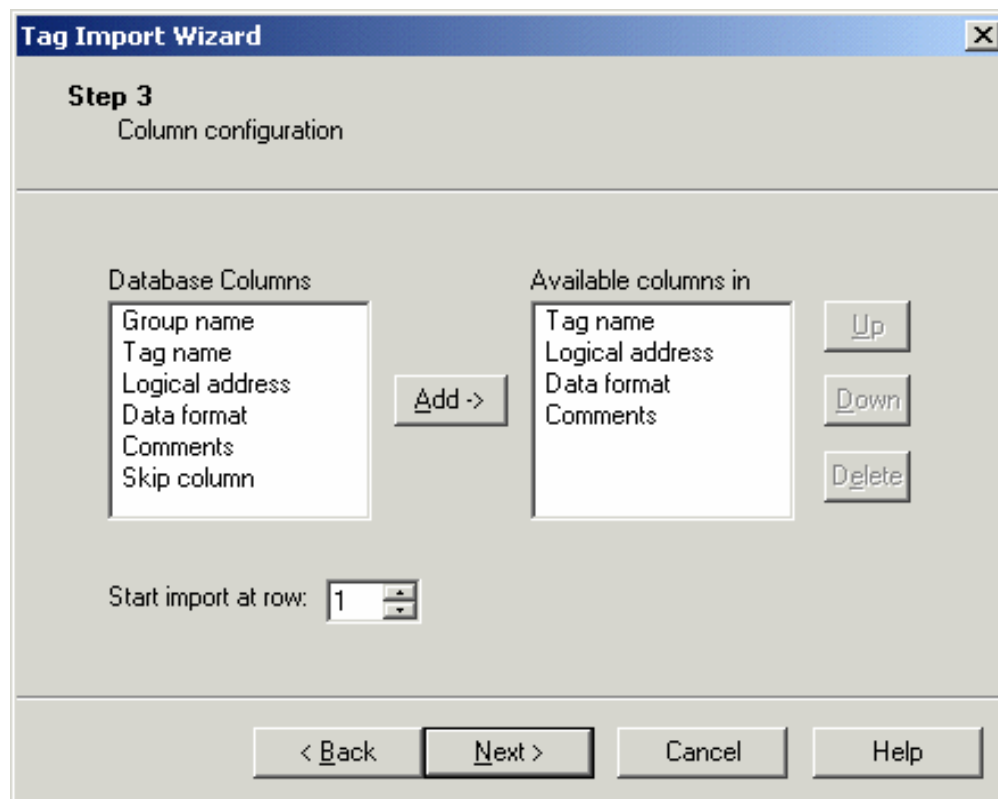 Tag Import Wizard
Step 3
Column configuration
Database Columns
Group name
Tag name
Logical address
Data format
Comments
Skip column
Add ->
Available columns in
Tag name
Logical address
Data format
Comments
Up
Down
Delete
Start import at row: 1
< Back
Next >
Cancel
Help